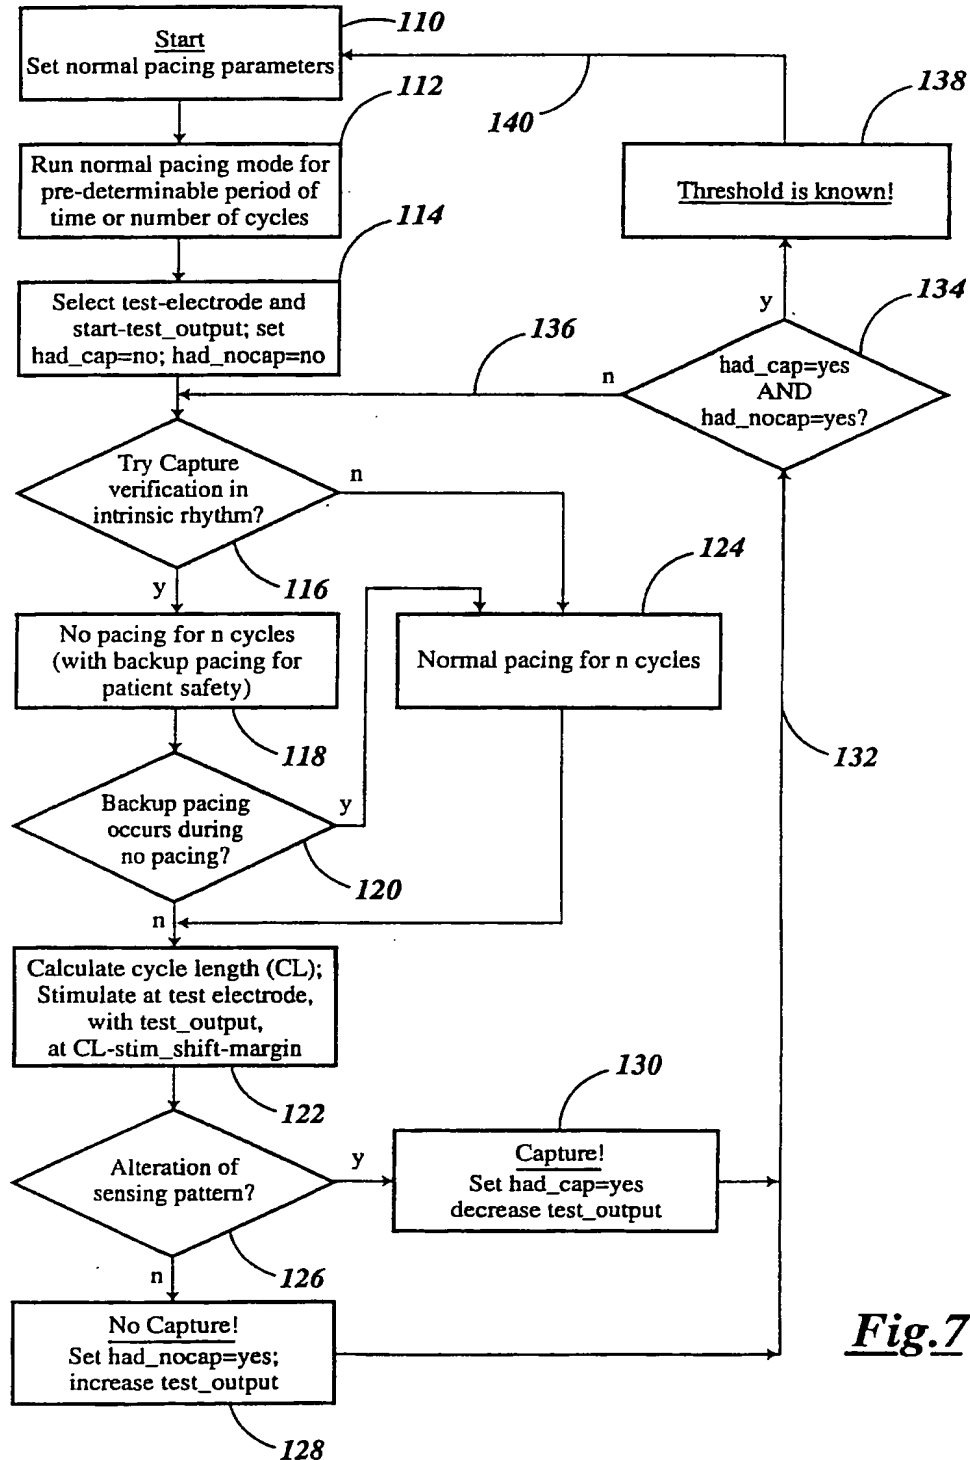 110
Start
Set normal pacing parameters
112
140
138
Run normal pacing mode for
pre-determinable period of
time or number of cycles
Threshold is known!
114
Select test-electrode and
start-test_output; set
had_cap=no; had_nocap=no
136
y
134
n
had_cap=yes
AND
had_nocap=yes?
Try Capture
verification in
intrinsic rhythm?
n
116
y
124
No pacing for n cycles
(with backup pacing for
patient safety)
Normal pacing for n cycles
118
132
Backup pacing
occurs during
no pacing?
y
120
n
Calculate cycle length (CL);
Stimulate at test electrode,
with test_output,
at CL-stim_shift-margin
122
130
Alteration of
sensing pattern?
y
Capture!
Set had_cap=yes
decrease test_output
126
n
No Capture!
Set had_nocap=yes;
increase test_output
128
Fig.7